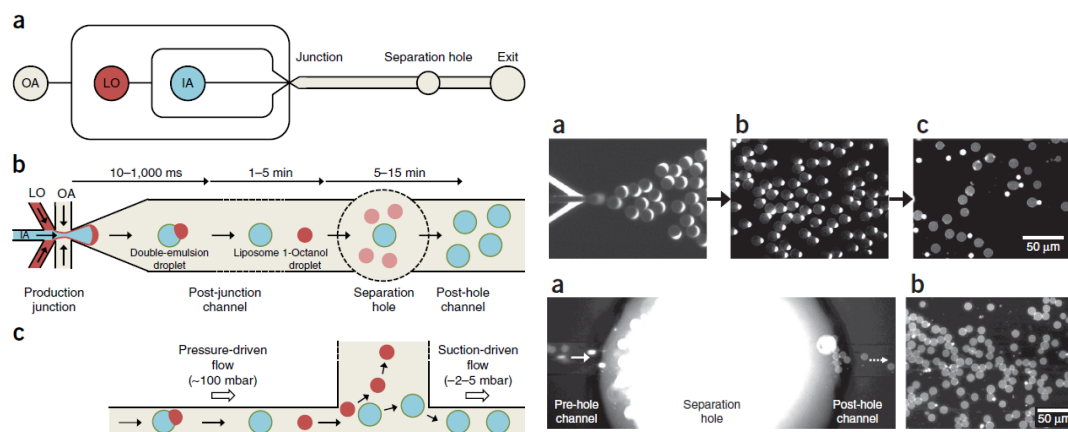 a
Junction
Separation hole
Exit
OA
LO
IA
b
10–1,000 ms
1–5 min
5–15 min
LO
OA
IA
Double-emulsion
droplet
Liposome
1-Octanol
droplet
Production
junction
Post-junction
channel
Separation
hole
Post-hole
channel
c
Pressure-driven
flow
(~100 mbar)
Suction-driven
flow
(–2–5 mbar)
a
b
c
50 μm
a
b
Pre-hole
channel
Separation
hole
Post-hole
channel
50 μm